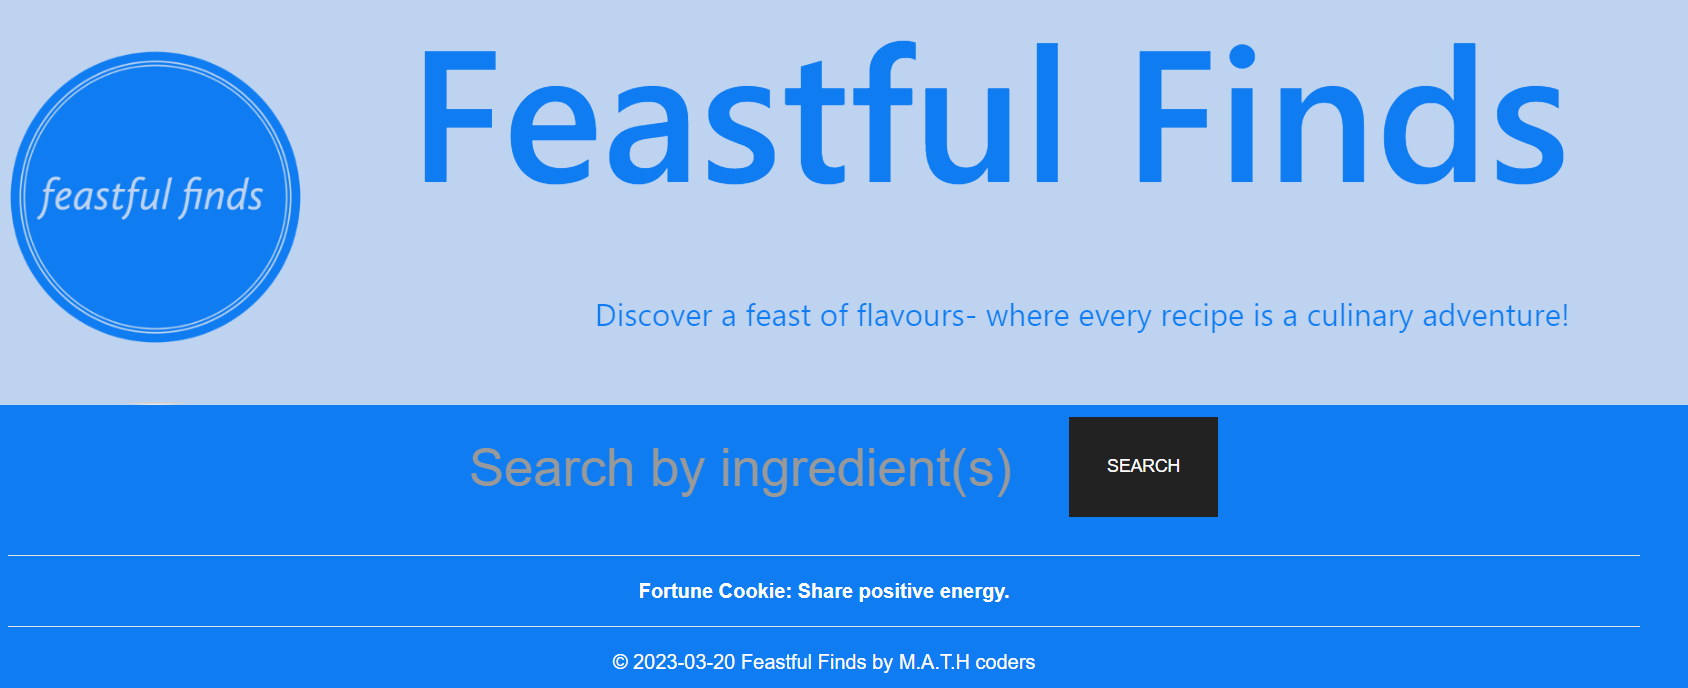 feastful finds
Feastful Finds
Discover a feast of flavours- where every recipe is a culinary adventure!
Search by ingredient(s)
SEARCH
Fortune Cookie: Share positive energy.
© 2023-03-20 Feastful Finds by M.A.T.H coders